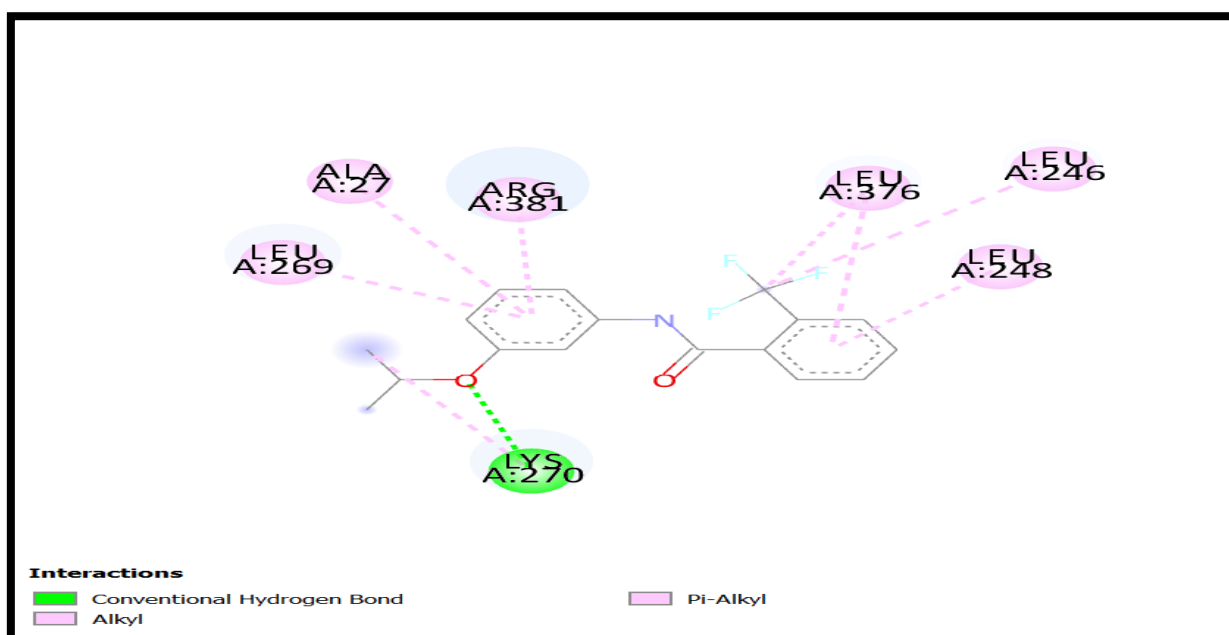 ALA
A:27
ARG
A:381
LEU
A:376
LEU
A:246
LEU
A:269
LEU
A:248
F
F
F
N
O
O
LYS
A:270
Interactions
Conventional Hydrogen Bond
Alkyl
Pi-Alkyl